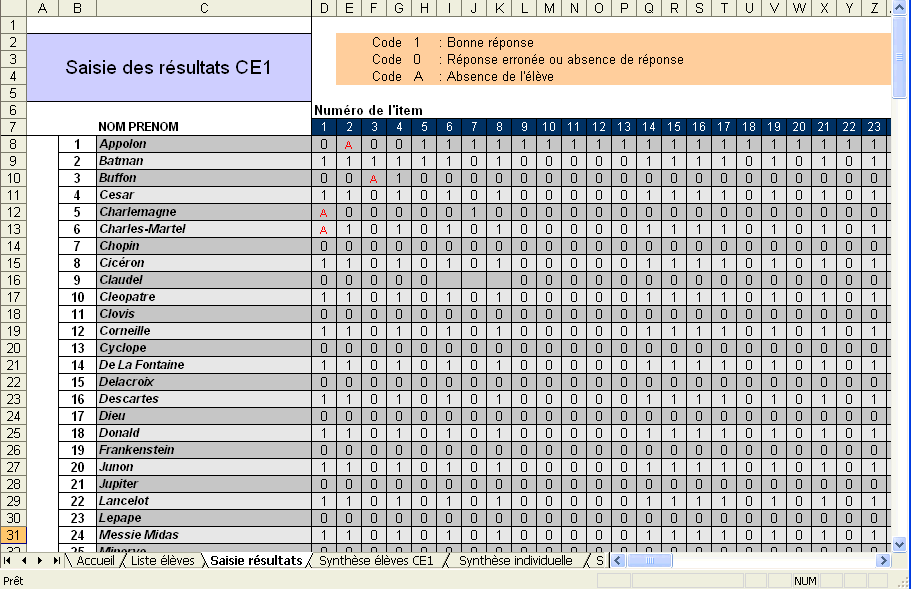 A B C D E F G H I J K L M N O P Q R S T U V W X Y Z
1
2 Code 1 : Bonne réponse
3 Saisie des résultats CE1 Code 0 : Réponse erronée ou absence de réponse
4 Code A : Absence de l'élève
5
6 Numéro de l'item
7 NOM PRENOM 1 2 3 4 5 6 7 8 9 10 11 12 13 14 15 16 17 18 19 20 21 22 23
8 1 Appolon 0 A 0 0 1 1 1 1 1 1 1 1 1 1 1 1 1 1 1 1 1 1 1
9 2 Batman 1 1 1 1 1 1 0 1 0 0 0 0 0 1 1 1 1 0 1 0 1 0 1
10 3 Buffon 0 0 A 1 0 0 0 0 0 0 0 0 0 0 0 0 0 0 0 0 0 0 0
11 4 Cesar 1 1 0 1 0 1 0 1 0 0 0 0 0 1 1 1 1 0 1 0 1 0 1
12 5 Charlemagne A 0 0 0 0 0 1 0 0 0 0 0 0 0 0 0 0 0 0 0 0 0 0
13 6 Charles-Martel A 1 0 1 0 1 0 1 0 0 0 0 0 1 1 1 1 0 1 0 1 0 1
14 7 Chopin 0 0 0 0 0 0 0 0 0 0 0 0 0 0 0 0 0 0 0 0 0 0 0
15 8 Cicéron 1 1 0 1 0 1 0 1 0 0 0 0 0 1 1 1 1 0 1 0 1 0 1
16 9 Claudel 0 0 0 0 0 0 0 0 0 0 0 0 0 0 0 0 0 0 0 0
17 10 Cleopatre 1 1 0 1 0 1 0 1 0 0 0 0 0 1 1 1 1 0 1 0 1 0 1
18 11 Clovis 0 0 0 0 0 0 0 0 0 0 0 0 0 0 0 0 0 0 0 0 0 0 0
19 12 Corneille 1 1 0 1 0 1 0 1 0 0 0 0 0 1 1 1 1 0 1 0 1 0 1
20 13 Cyclope 0 0 0 0 0 0 0 0 0 0 0 0 0 0 0 0 0 0 0 0 0 0 0
21 14 De La Fontaine 1 1 0 1 0 1 0 1 0 0 0 0 0 1 1 1 1 0 1 0 1 0 1
22 15 Delacroix 0 0 0 0 0 0 0 0 0 0 0 0 0 0 0 0 0 0 0 0 0 0 0
23 16 Descartes 1 1 0 1 0 1 0 1 0 0 0 0 0 1 1 1 1 0 1 0 1 0 1
24 17 Dieu 0 0 0 0 0 0 0 0 0 0 0 0 0 0 0 0 0 0 0 0 0 0 0
25 18 Donald 1 1 0 1 0 1 0 1 0 0 0 0 0 1 1 1 1 0 1 0 1 0 1
26 19 Frankenstein 0 0 0 0 0 0 0 0 0 0 0 0 0 0 0 0 0 0 0 0 0 0 0
27 20 Junon 1 1 0 1 0 1 0 1 0 0 0 0 0 1 1 1 1 0 1 0 1 0 1
28 21 Jupiter 0 0 0 0 0 0 0 0 0 0 0 0 0 0 0 0 0 0 0 0 0 0 0
29 22 Lancelot 1 1 0 1 0 1 0 1 0 0 0 0 0 1 1 1 1 0 1 0 1 0 1
30 23 Lepape 0 0 0 0 0 0 0 0 0 0 0 0 0 0 0 0 0 0 0 0 0 0 0
31 24 Messie Midas 1 1 0 1 0 1 0 1 0 0 0 0 0 1 1 1 1 0 1 0 1 0 1
32 25 Minerve
Accueil Liste élèves Saisie résultats Synthèse élèves CE1 Synthèse individuelle S
Prêt NUM